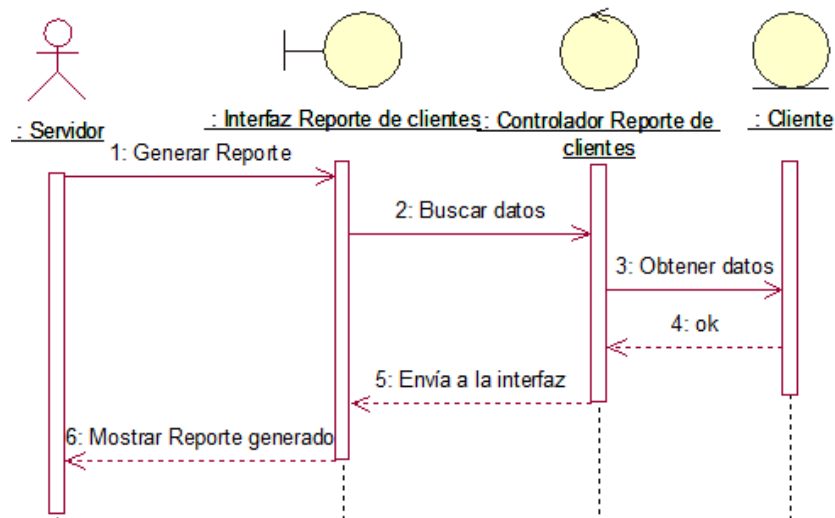 : Servidor
: Interfaz Reporte de clientes
: Controlador Reporte de
clientes
: Cliente
1: Generar Reporte
2: Buscar datos
3: Obtener datos
4: ok
5: Envía a la interfaz
6: Mostrar Reporte generado